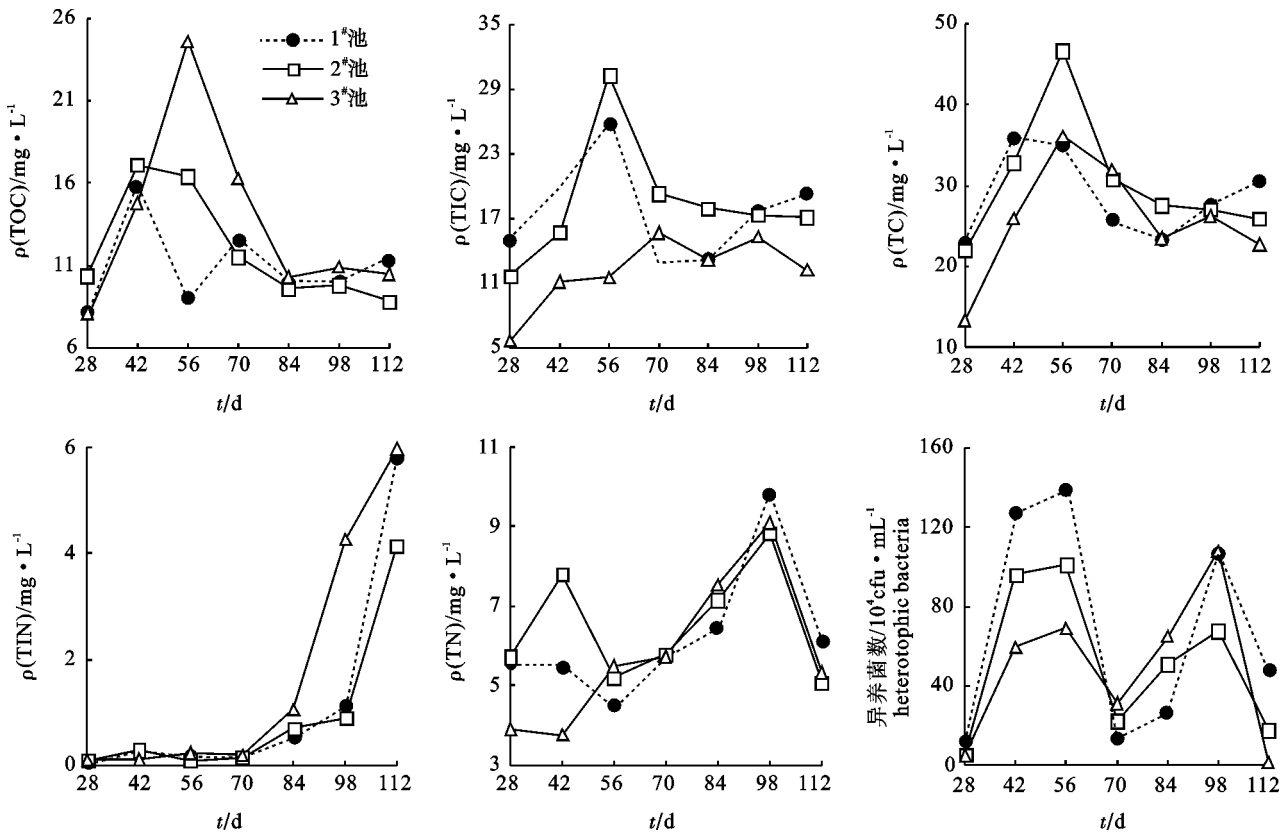 ρ(TOC)/mg·L⁻¹
26
21
16
11
6
28 42 56 70 84 98 112
t/d
1#池
2#池
3#池
ρ(TIC)/mg·L⁻¹
35
29
23
17
11
5
28 42 56 70 84 98 112
t/d
ρ(TC)/mg·L⁻¹
50
40
30
20
10
28 42 56 70 84 98 112
t/d
ρ(TIN)/mg·L⁻¹
6
4
2
0
28 42 56 70 84 98 112
t/d
ρ(TN)/mg·L⁻¹
11
9
7
5
3
28 42 56 70 84 98 112
t/d
异养菌数/10⁴cfu·mL⁻¹
heterotophic bacteria
160
120
80
40
0
28 42 56 70 84 98 112
t/d